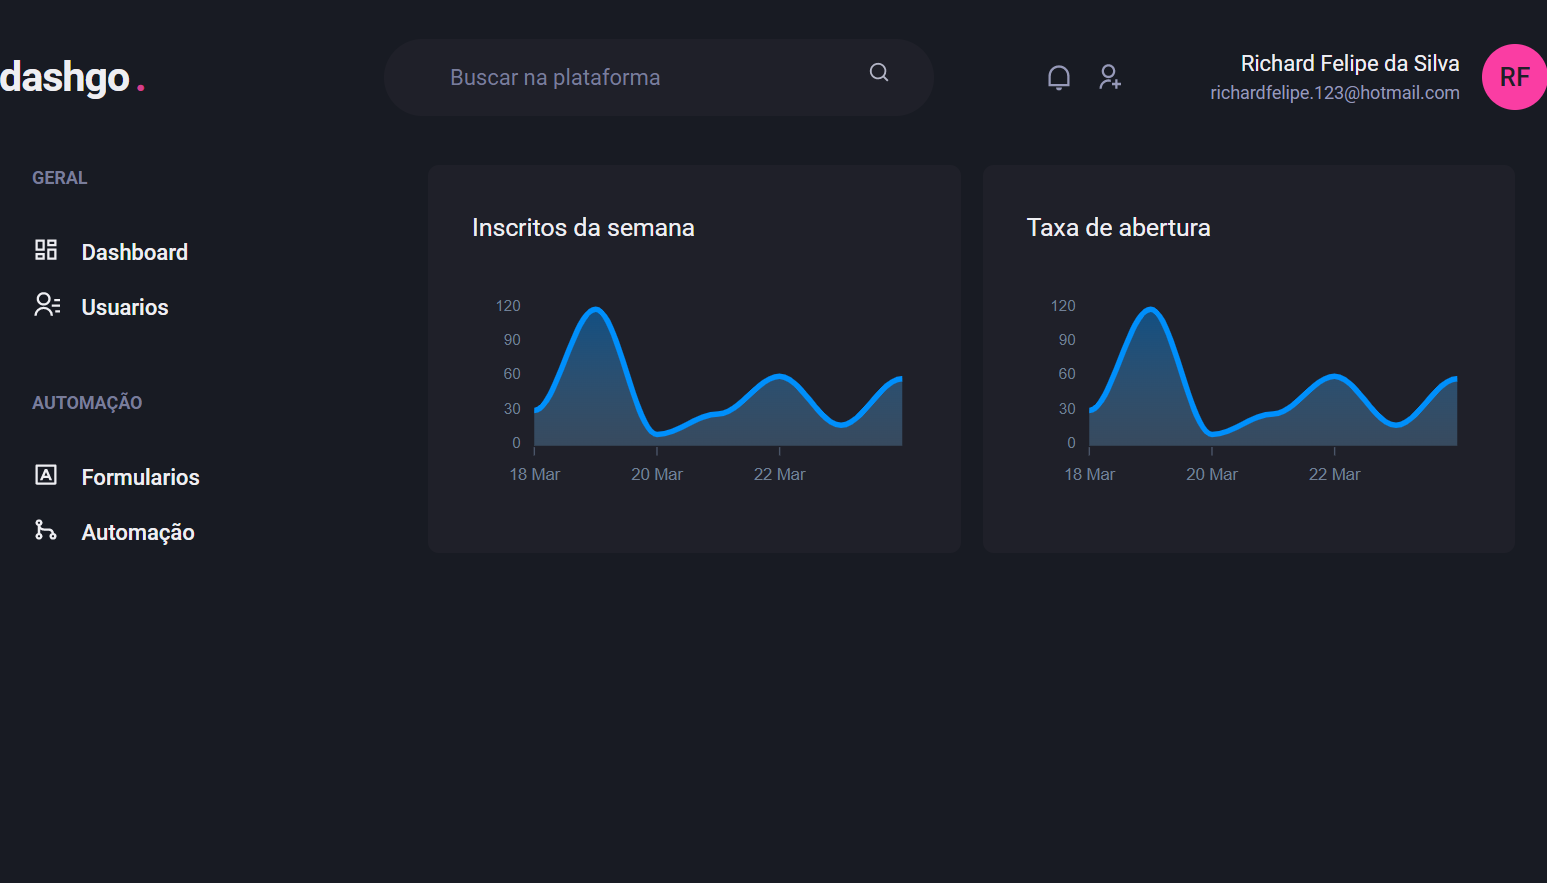 dashgo.
Buscar na plataforma
Richard Felipe da Silva
richardfelipe.123@hotmail.com
RF
GERAL
Dashboard
Usuarios
AUTOMAÇÃO
Formularios
Automação
Inscritos da semana
120
90
60
30
0
18 Mar 20 Mar 22 Mar
Taxa de abertura
120
90
60
30
0
18 Mar 20 Mar 22 Mar